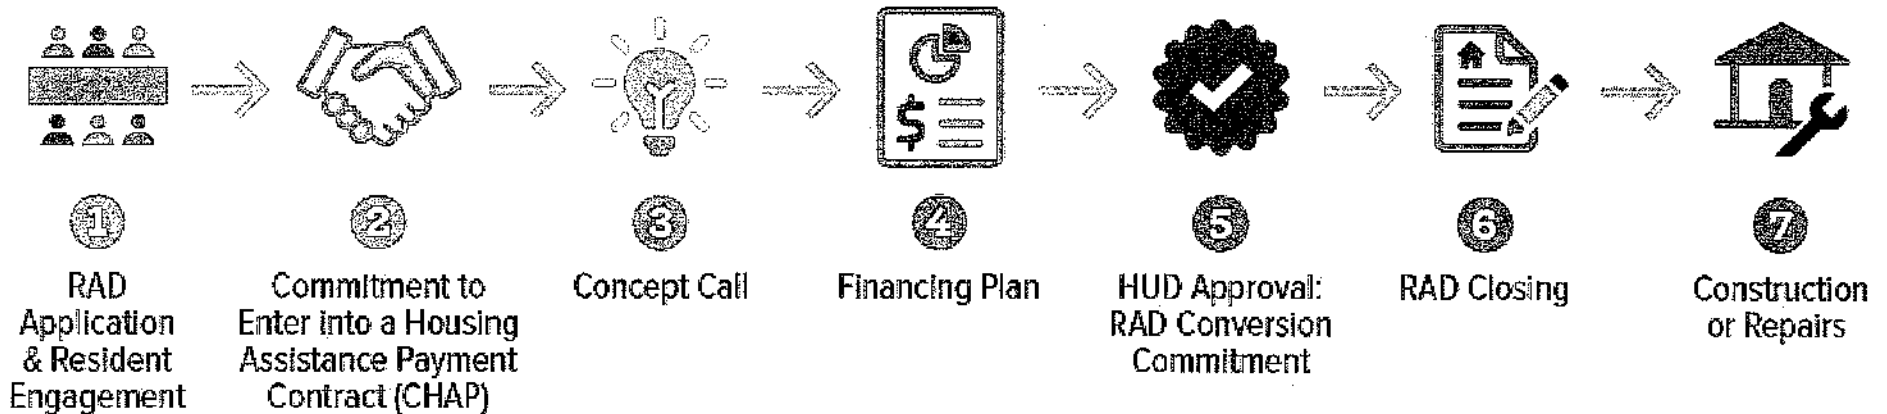 1
RAD
Application
& Resident
Engagement
2
Commitment to
Enter into a Housing
Assistance Payment
Contract (CHAP)
3
Concept Call
4
$
Financing Plan
5
HUD Approval:
RAD Conversion
Commitment
6
RAD Closing
7
Construction
or Repairs